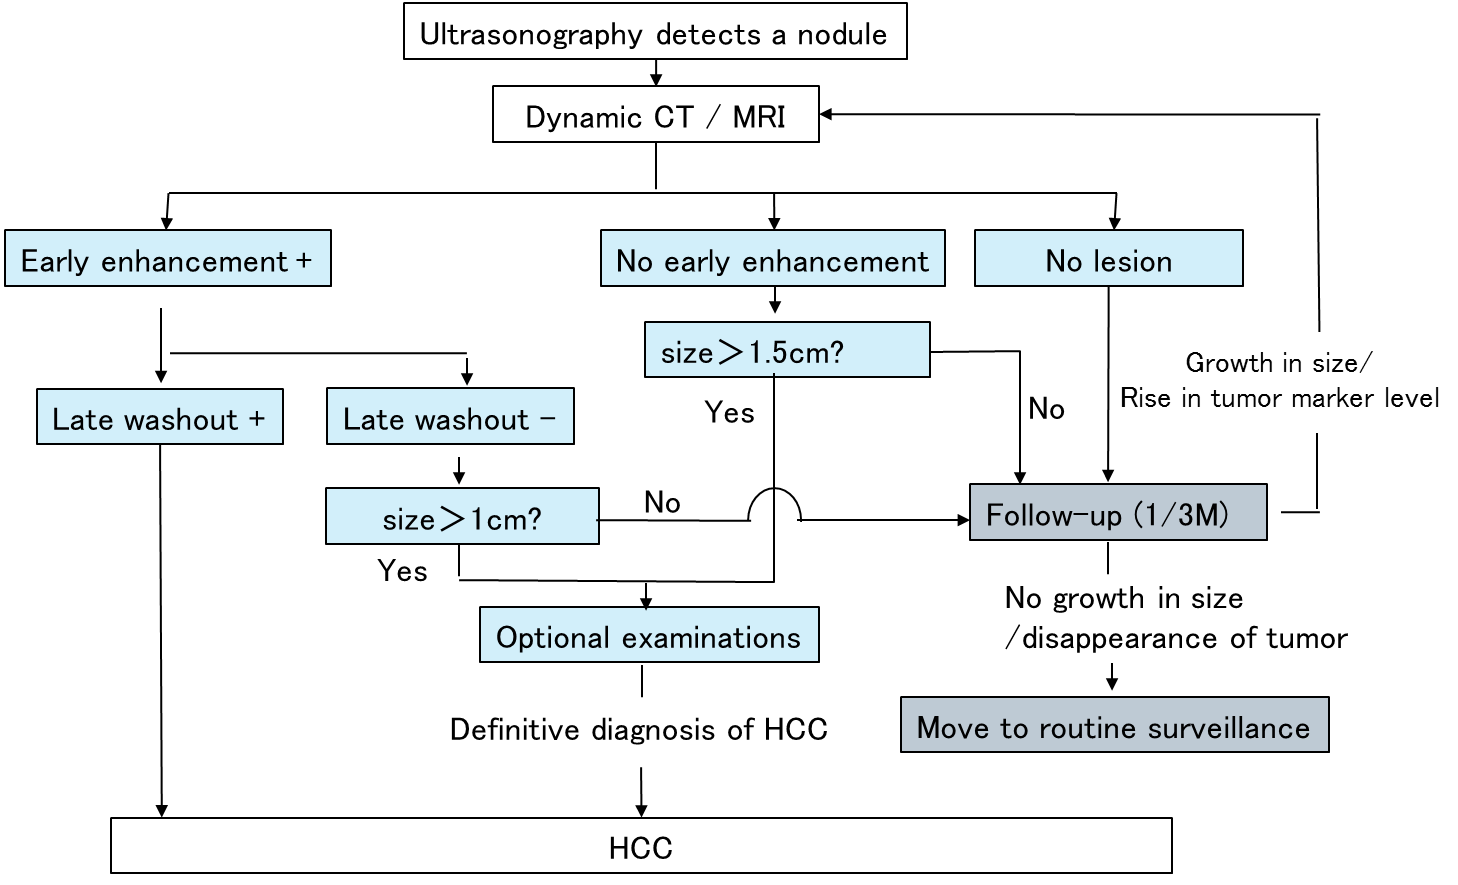 Ultrasonography detects a nodule
Dynamic CT / MRI
Early enhancement +
No early enhancement
No lesion
size＞1.5cm?
Growth in size/
Rise in tumor marker level
Late washout +
Late washout −
Yes
No
size＞1cm?
No
Follow-up (1/3M)
Yes
No growth in size
/disappearance of tumor
Optional examinations
Definitive diagnosis of HCC
Move to routine surveillance
HCC